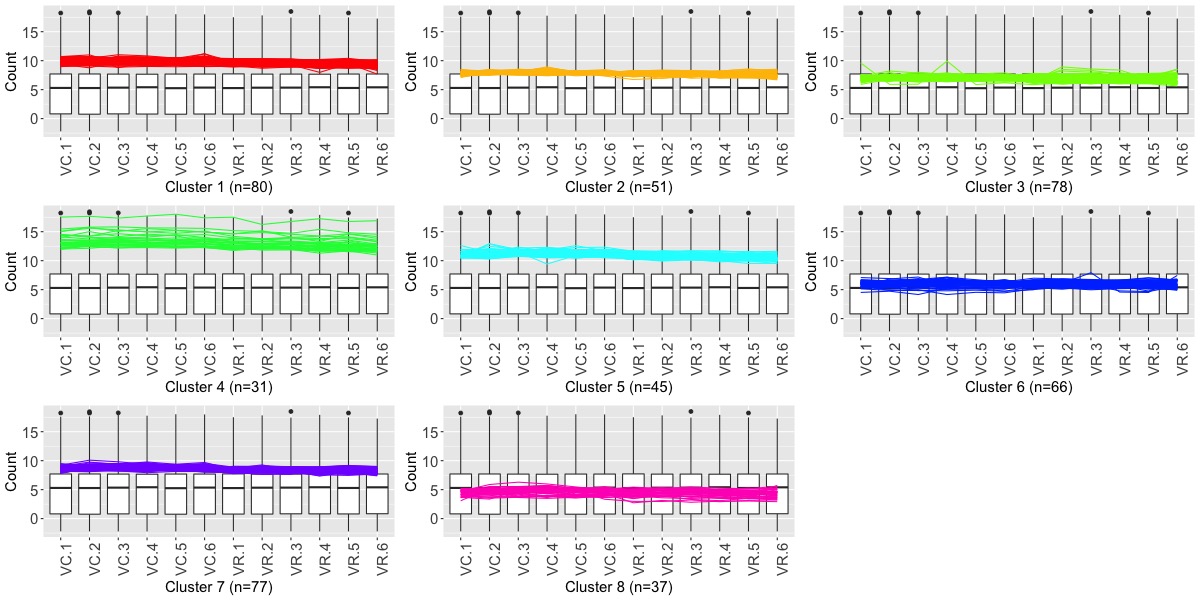 Count
15
10
5
0
VC.1 VC.2 VC.3 VC.4 VC.5 VC.6 VR.1 VR.2 VR.3 VR.4 VR.5 VR.6
Cluster 1 (n=80)
Count
15
10
5
0
VC.1 VC.2 VC.3 VC.4 VC.5 VC.6 VR.1 VR.2 VR.3 VR.4 VR.5 VR.6
Cluster 2 (n=51)
Count
15
10
5
0
VC.1 VC.2 VC.3 VC.4 VC.5 VC.6 VR.1 VR.2 VR.3 VR.4 VR.5 VR.6
Cluster 3 (n=78)
Count
15
10
5
0
VC.1 VC.2 VC.3 VC.4 VC.5 VC.6 VR.1 VR.2 VR.3 VR.4 VR.5 VR.6
Cluster 4 (n=31)
Count
15
10
5
0
VC.1 VC.2 VC.3 VC.4 VC.5 VC.6 VR.1 VR.2 VR.3 VR.4 VR.5 VR.6
Cluster 5 (n=45)
Count
15
10
5
0
VC.1 VC.2 VC.3 VC.4 VC.5 VC.6 VR.1 VR.2 VR.3 VR.4 VR.5 VR.6
Cluster 6 (n=66)
Count
15
10
5
0
VC.1 VC.2 VC.3 VC.4 VC.5 VC.6 VR.1 VR.2 VR.3 VR.4 VR.5 VR.6
Cluster 7 (n=77)
Count
15
10
5
0
VC.1 VC.2 VC.3 VC.4 VC.5 VC.6 VR.1 VR.2 VR.3 VR.4 VR.5 VR.6
Cluster 8 (n=37)